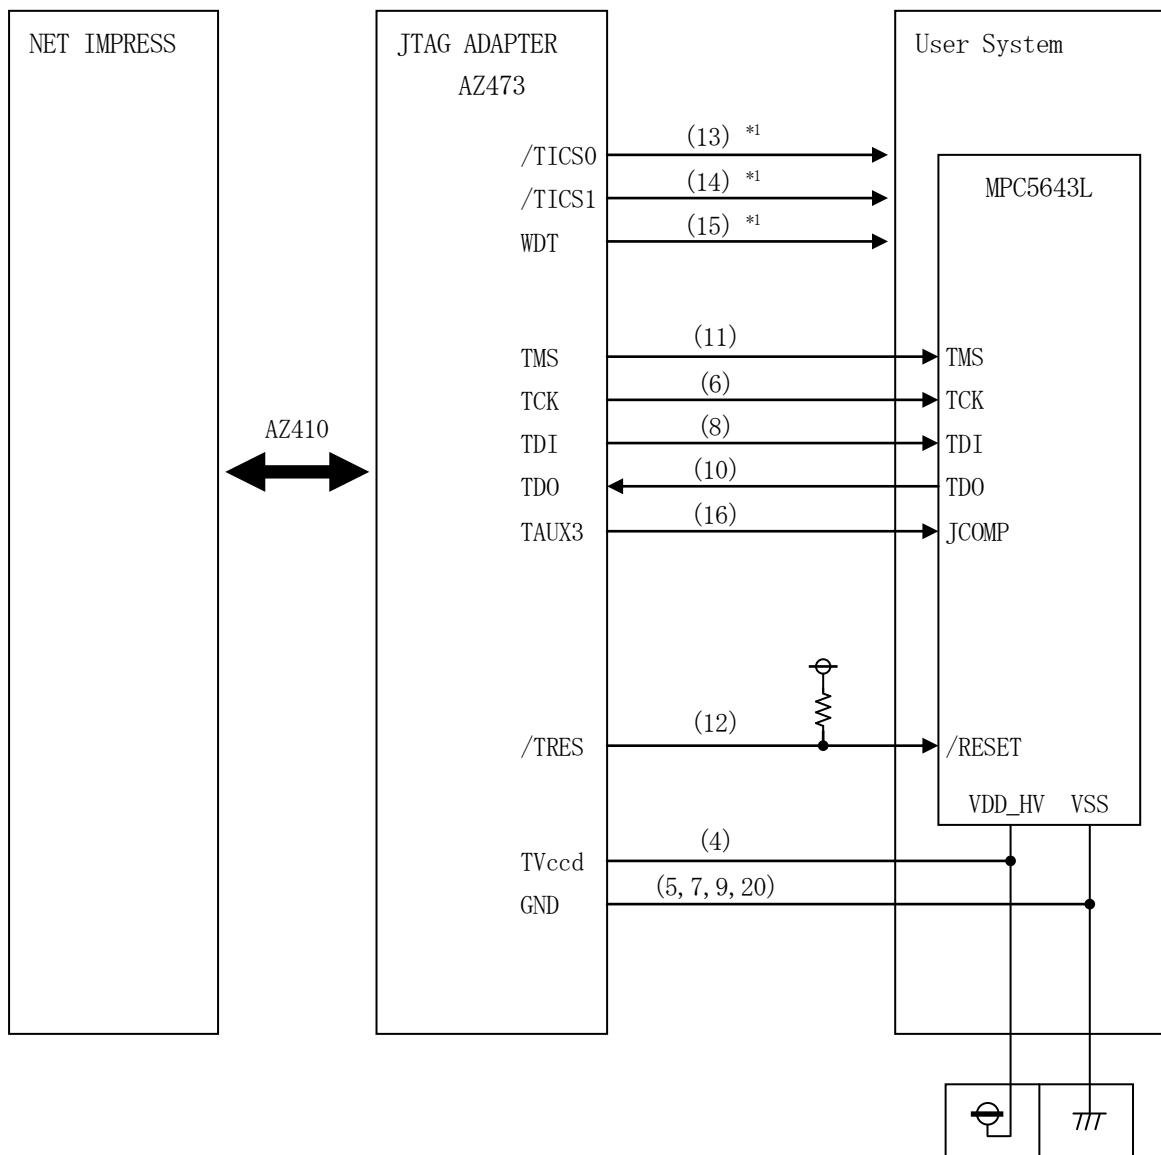 NET IMPRESS
JTAG ADAPTER
AZ473
User System
(13) *1
/TICS0
(14) *1
/TICS1
(15) *1
WDT
MPC5643L
(11)
TMS
TMS
(6)
TCK
TCK
AZ410
(8)
TDI
TDI
(10)
TDO
TDO
(16)
TAUX3
JCOMP
(12)
/TRES
/RESET
VDD_HV VSS
(4)
TVccd
(5, 7, 9, 20)
GND